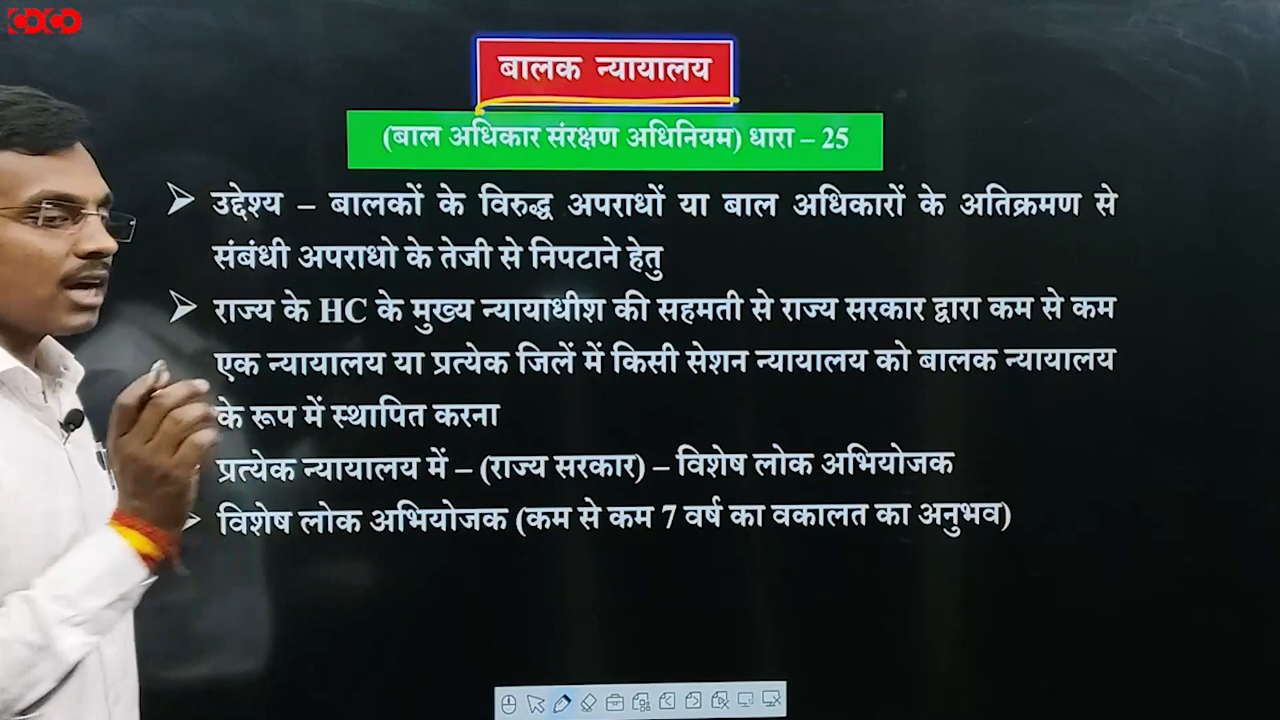 COCO
बालक न्यायालय
(बाल अधिकार संरक्षण अधिनियम) धारा – 25
उद्देश्य – बालकों के विरुद्ध अपराधों या बाल अधिकारों के अतिक्रमण से
संबंधी अपराधो के तेजी से निपटाने हेतु
राज्य के HC के मुख्य न्यायाधीश की सहमती से राज्य सरकार द्वारा कम से कम
एक न्यायालय या प्रत्येक जिलें में किसी सेशन न्यायालय को बालक न्यायालय
के रूप में स्थापित करना
प्रत्येक न्यायालय में – (राज्य सरकार) – विशेष लोक अभियोजक
विशेष लोक अभियोजक (कम से कम 7 वर्ष का वकालत का अनुभव)